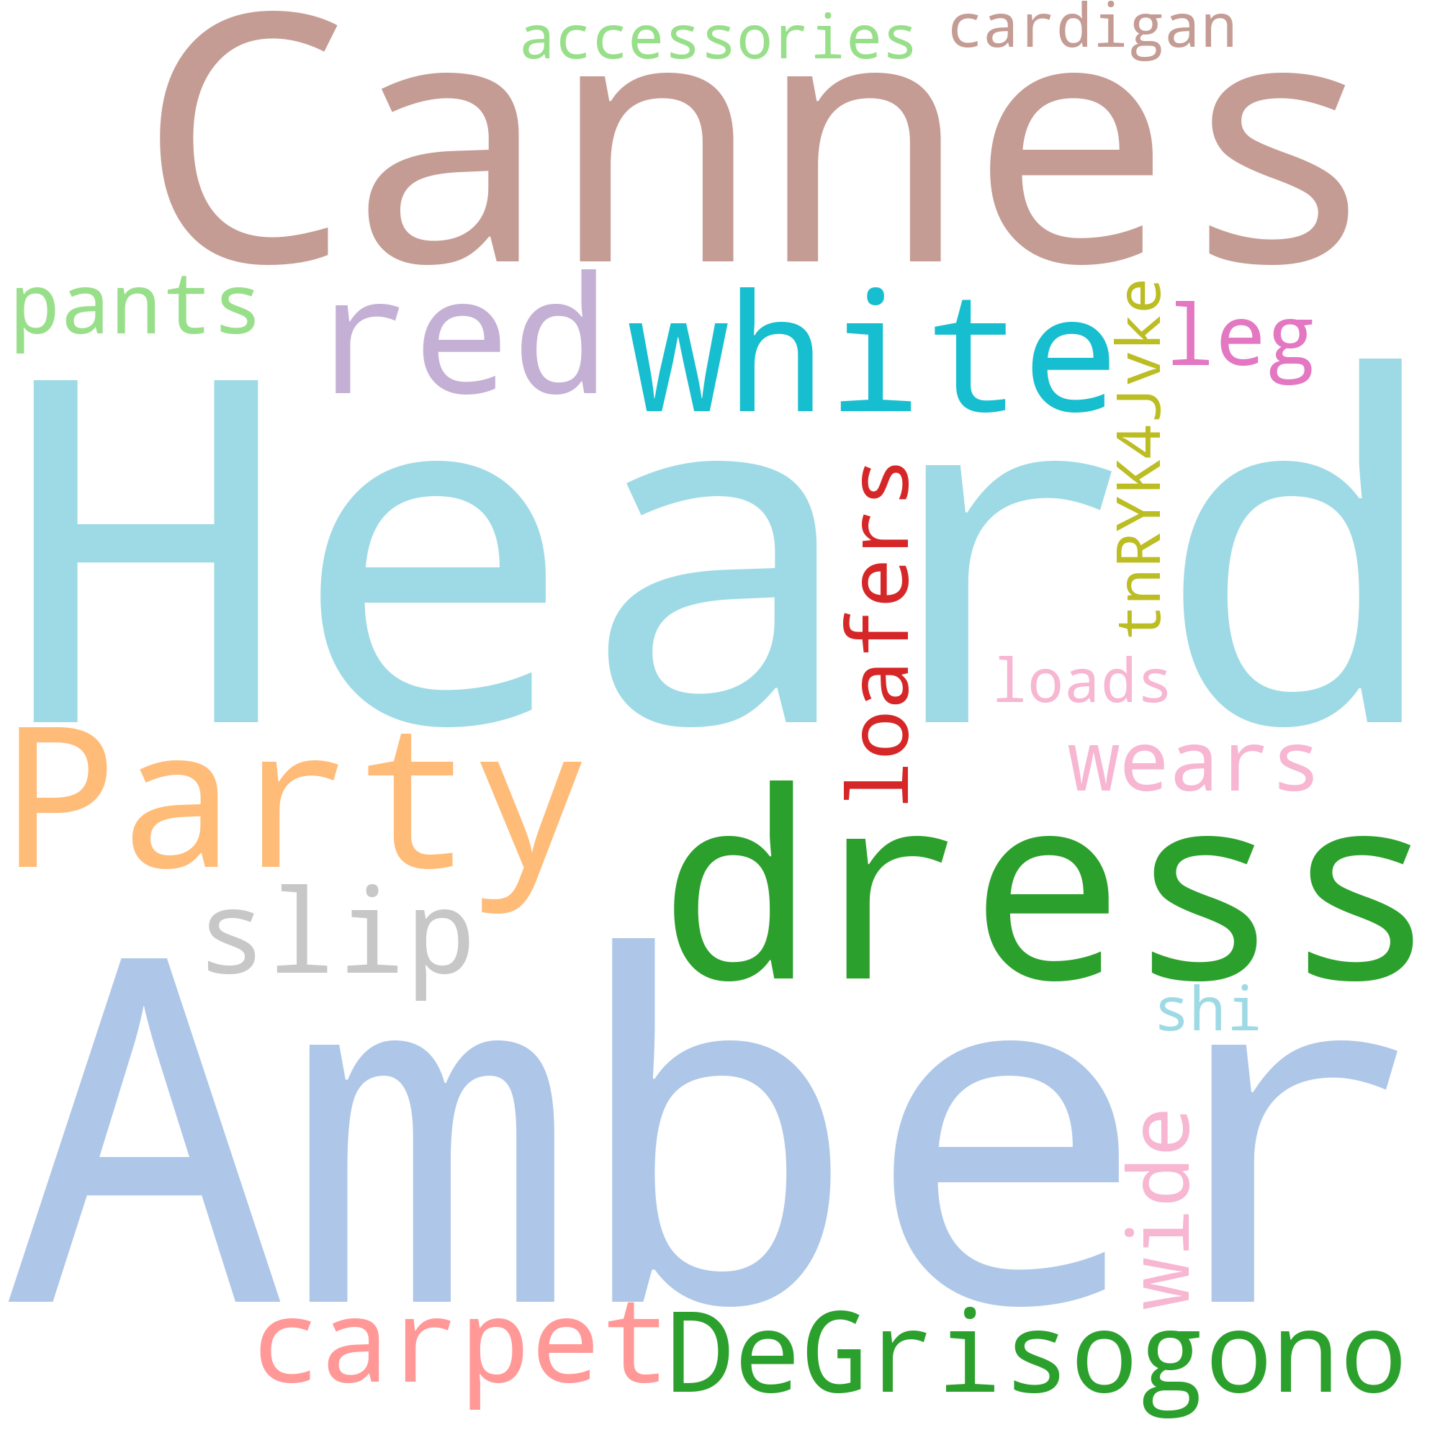 accessories
cardigan
Cannes
pants
red
white
tnRYK4Jvke
leg
Heard
loafers
loads
Party
wears
dress
slip
shi
Amber
wide
carpet
DeGrisogono